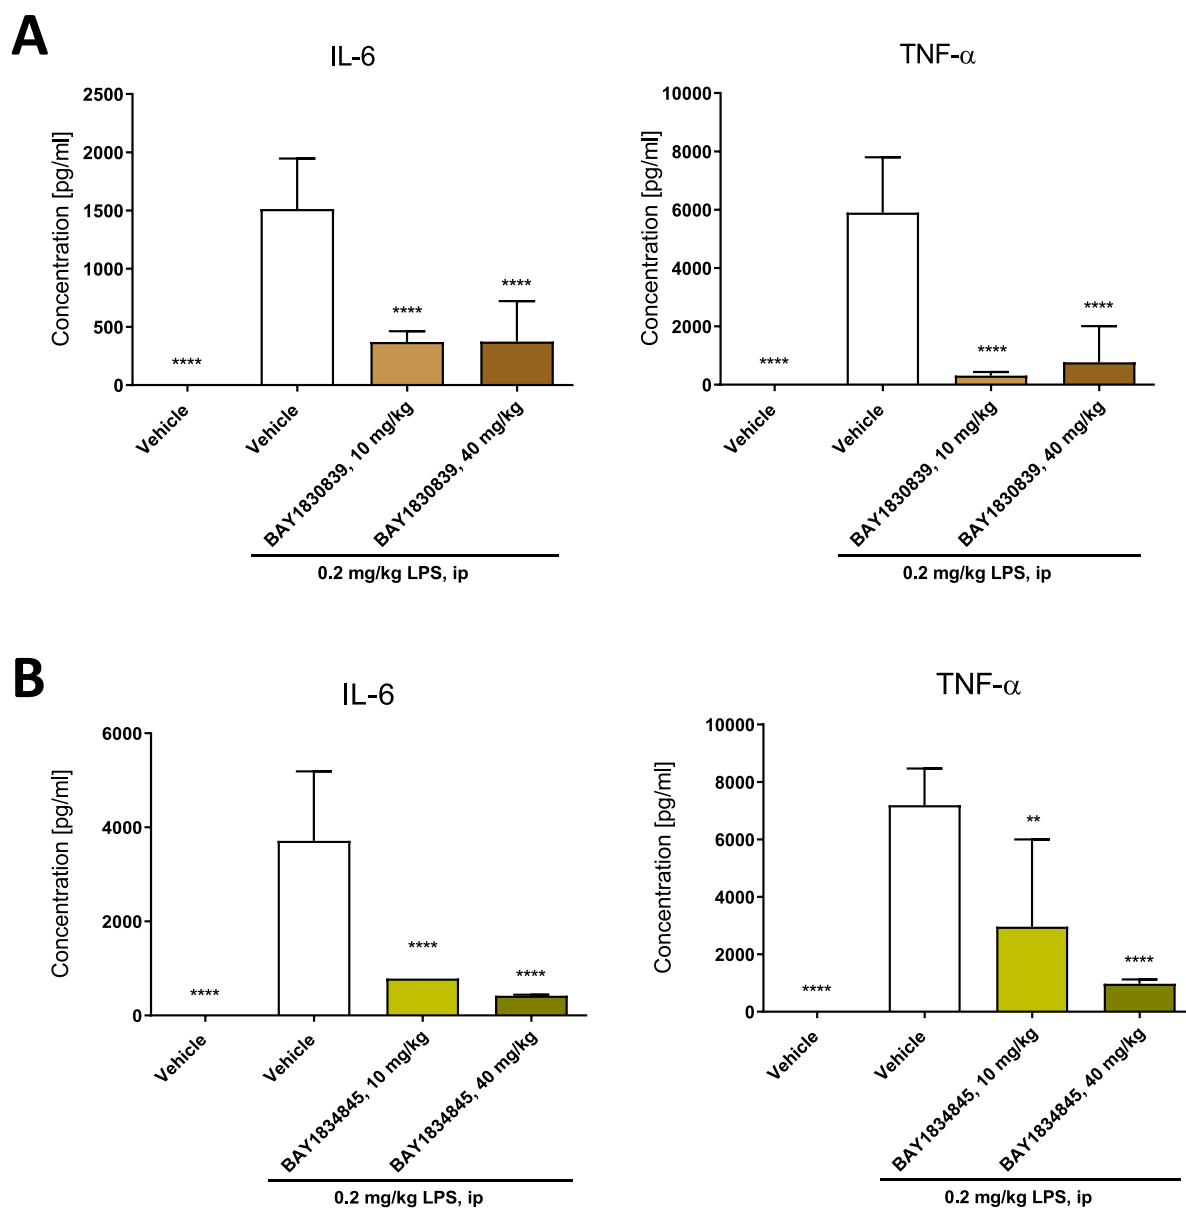 A
IL-6
Concentration [pg/ml]
2500
2000
1500
1000
500
0
****
****
****
Vehicle
Vehicle
BAY1830839, 10 mg/kg
BAY1830839, 40 mg/kg
0.2 mg/kg LPS, ip
TNF-α
Concentration [pg/ml]
10000
8000
6000
4000
2000
0
****
****
****
Vehicle
Vehicle
BAY1830839, 10 mg/kg
BAY1830839, 40 mg/kg
0.2 mg/kg LPS, ip
B
IL-6
Concentration [pg/ml]
6000
4000
2000
0
****
****
****
Vehicle
Vehicle
BAY1834845, 10 mg/kg
BAY1834845, 40 mg/kg
0.2 mg/kg LPS, ip
TNF-α
Concentration [pg/ml]
10000
8000
6000
4000
2000
0
****
**
****
Vehicle
Vehicle
BAY1834845, 10 mg/kg
BAY1834845, 40 mg/kg
0.2 mg/kg LPS, ip